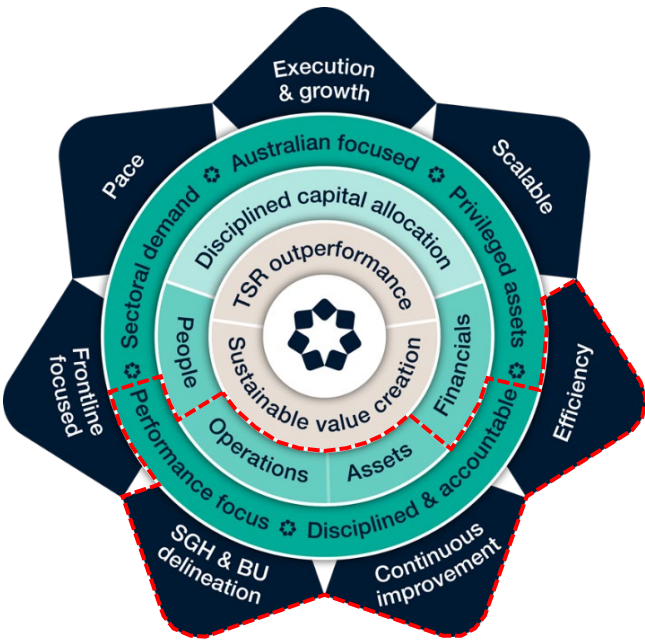 Execution
& growth
Pace
Scalable
Australian focused
Sectoral demand
Privileged assets
Disciplined capital allocation
TSR outperformance
People
Financials
Sustainable value creation
Frontline
focused
Efficiency
Operations
Assets
Performance focus
Disciplined & accountable
SGH & BU
delineation
Continuous
improvement